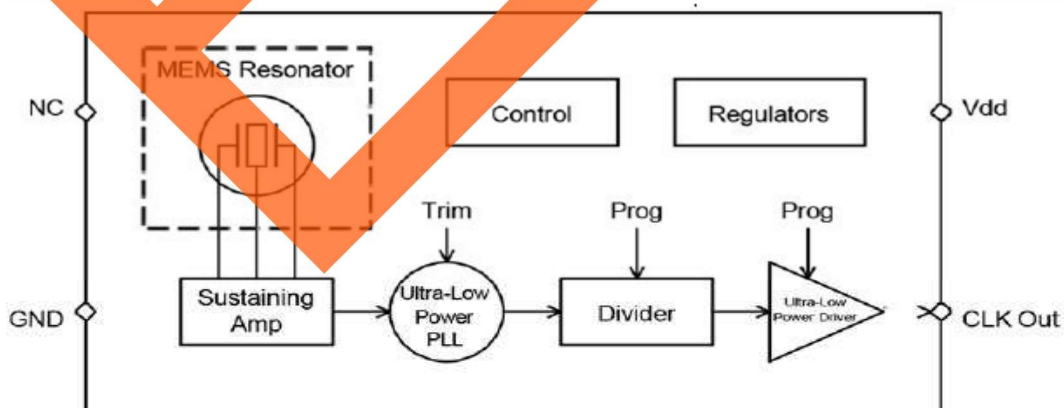 MEMS Resonator
NC
Control
Regulators
Vdd
Trim
Prog
Prog
GND
Sustaining
Amp
Ultra-Low
Power
PLL
Divider
Ultra-Low
Power Driver
CLK Out